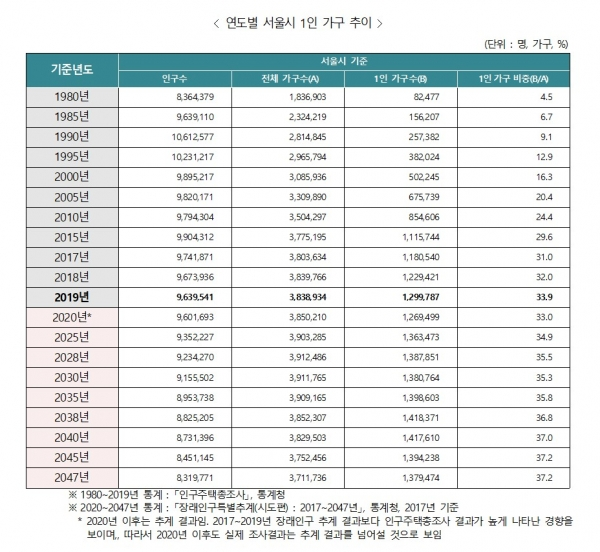 < 연도별 서울시 1인 가구 추이 >
(단위 : 명, 가구, %)
기준년도 서울시 기준
인구수 전체 가구수(A) 1인 가구수(B) 1인 가구 비중(B/A)
1980년 8,364,379 1,836,903 82,477 4.5
1985년 9,639,110 2,324,219 156,207 6.7
1990년 10,612,577 2,814,845 257,382 9.1
1995년 10,231,217 2,965,794 382,024 12.9
2000년 9,895,217 3,085,936 502,245 16.3
2005년 9,820,171 3,309,890 675,739 20.4
2010년 9,794,304 3,504,297 854,606 24.4
2015년 9,904,312 3,775,195 1,115,744 29.6
2017년 9,741,871 3,803,634 1,180,540 31.0
2018년 9,673,936 3,839,766 1,229,421 32.0
2019년 9,639,541 3,838,934 1,299,787 33.9
2020년* 9,601,693 3,850,210 1,269,499 33.0
2025년 9,352,227 3,903,285 1,363,473 34.9
2028년 9,234,270 3,912,486 1,387,851 35.5
2030년 9,155,502 3,911,765 1,380,764 35.3
2035년 8,953,738 3,909,165 1,398,603 35.8
2038년 8,825,205 3,852,307 1,418,371 36.8
2040년 8,731,396 3,829,503 1,417,610 37.0
2045년 8,451,145 3,752,456 1,394,238 37.2
2047년 8,319,771 3,711,736 1,379,474 37.2
※ 1980~2019년 통계 : 「인구주택총조사」, 통계청
※ 2020~2047년 통계 : 「장래인구특별추계(시도편) : 2017~2047년」, 통계청, 2017년 기준
* 2020년 이후는 추계 결과임. 2017~2019년 장래인구 추계 결과보다 인구주택총조사 결과가 높게 나타난 경향을
보이며,, 따라서 2020년 이후도 실제 조사결과는 추계 결과를 넘어설 것으로 보임